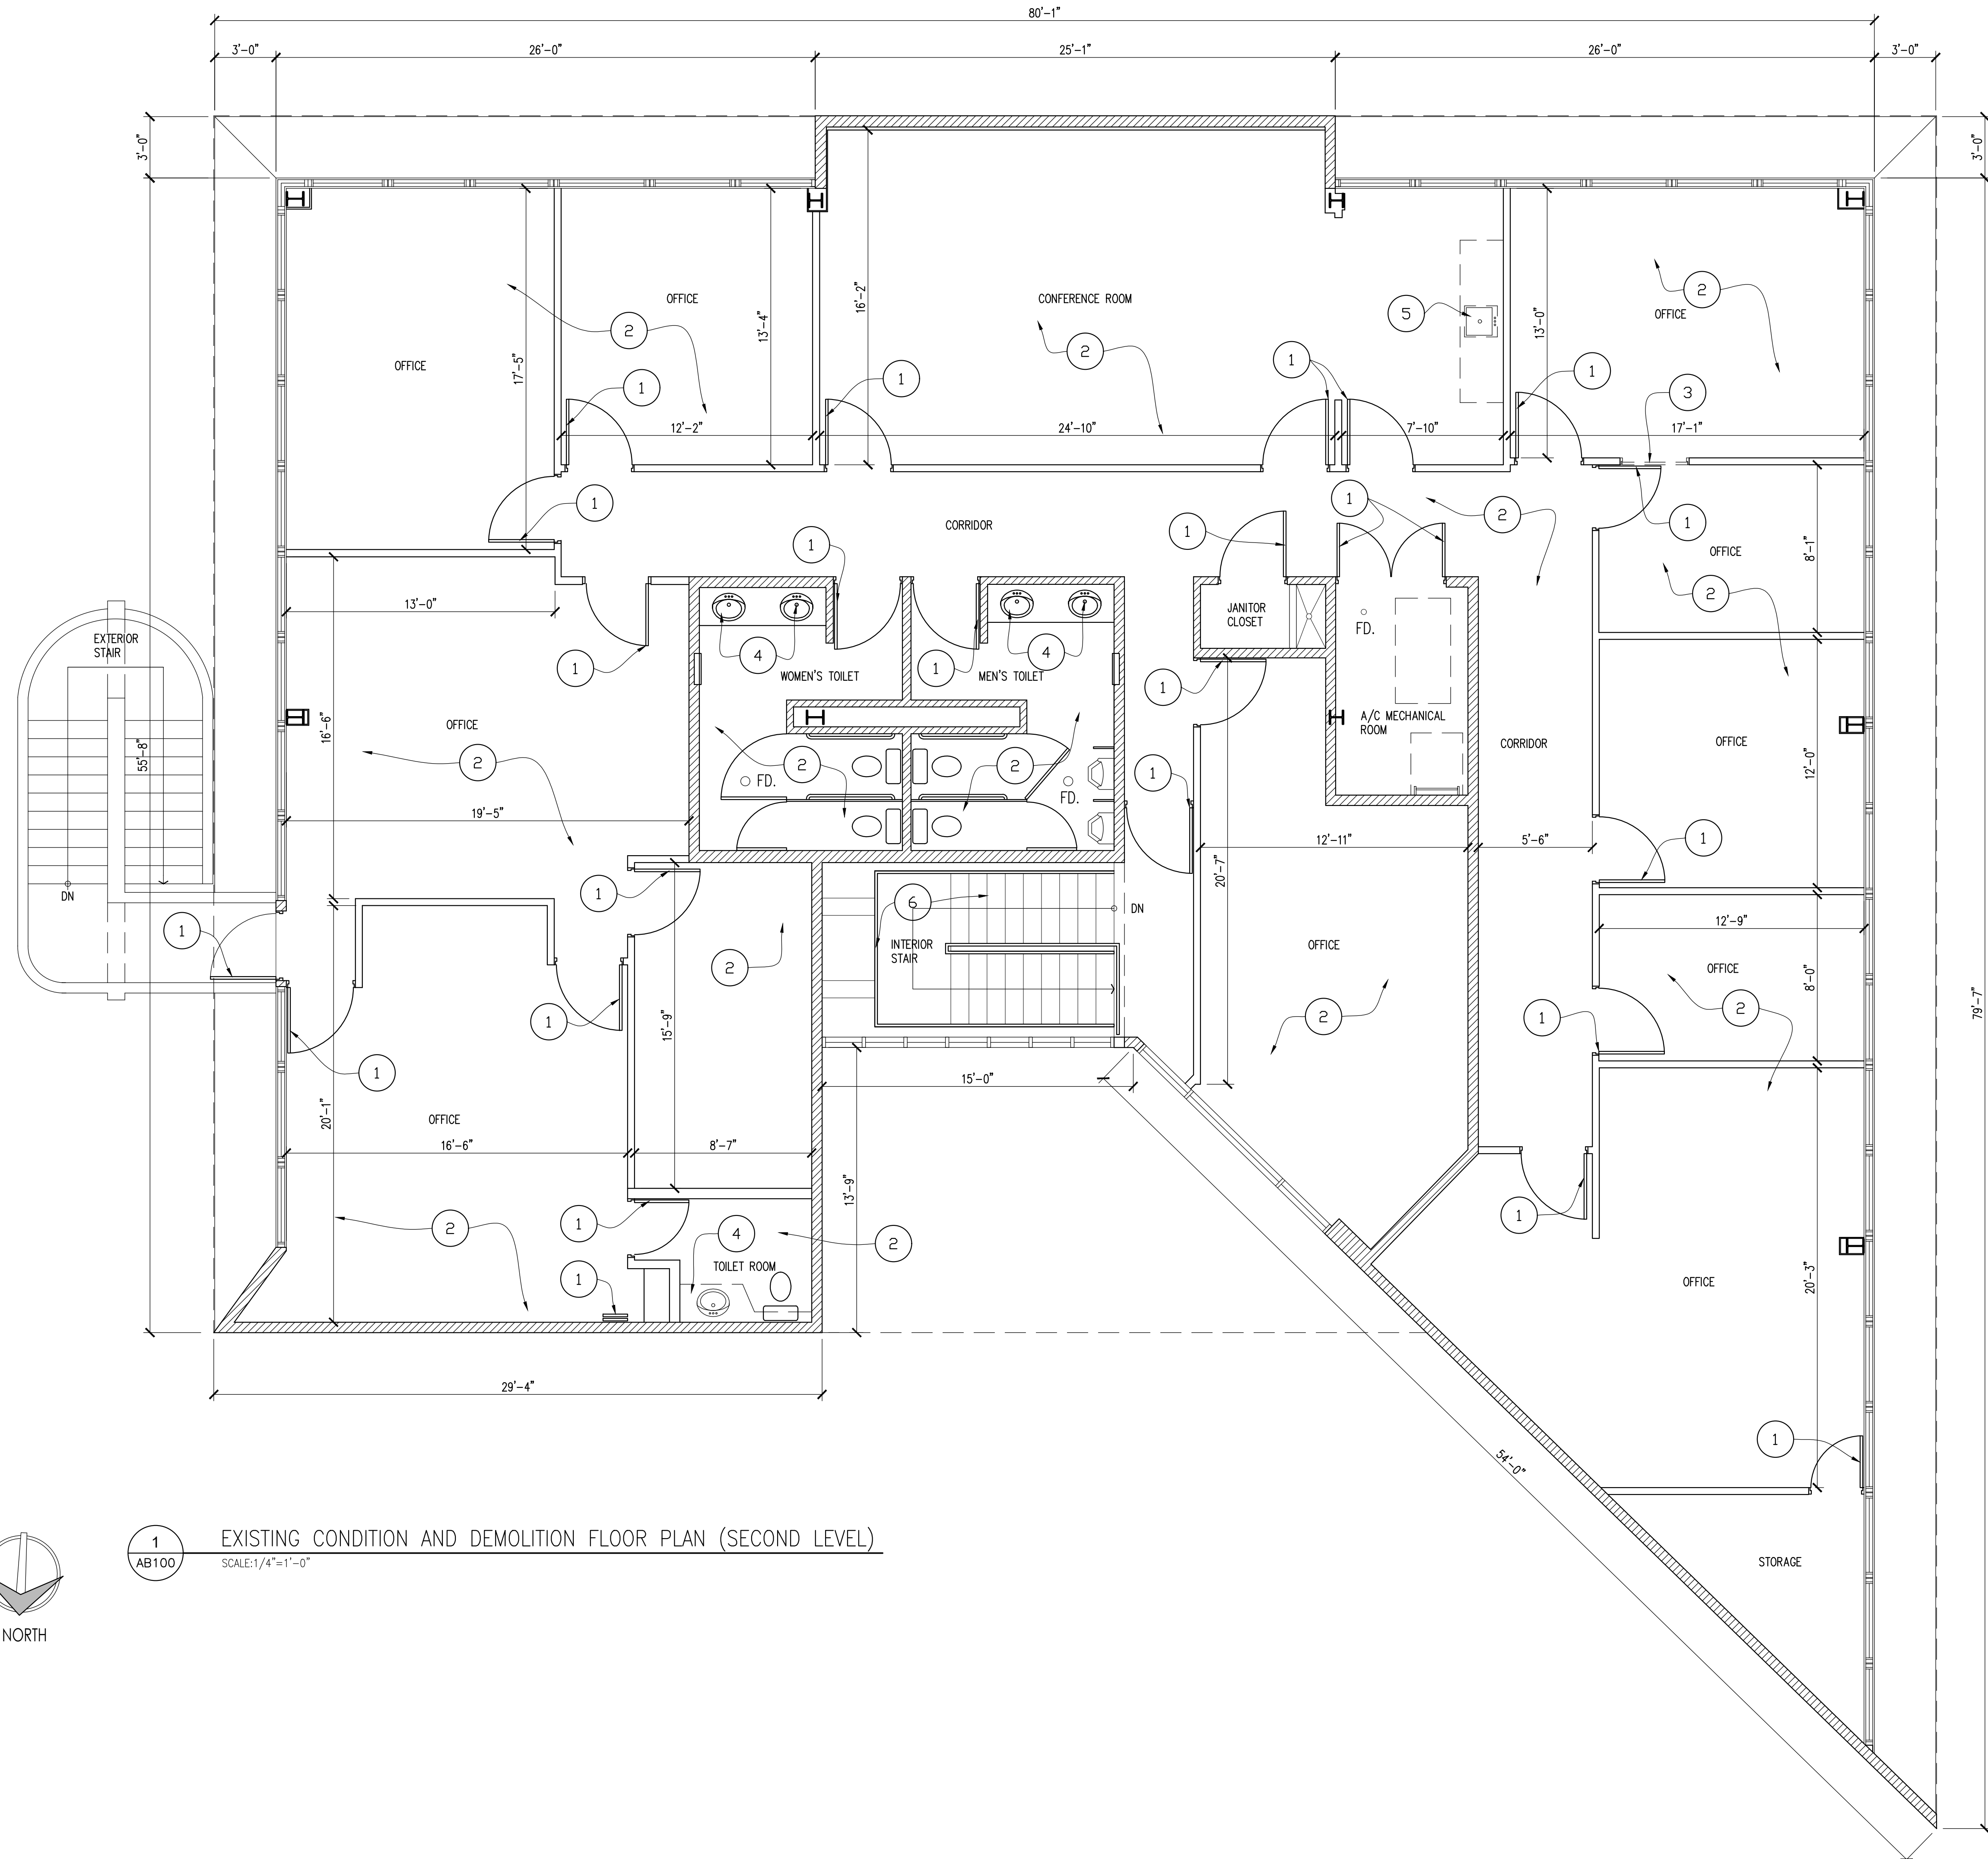 80'-1"
3'-0"
26'-0"
25'-1"
26'-0"
3'-0"
3'-0"
3'-0"
OFFICE
OFFICE
CONFERENCE ROOM
OFFICE
2
2
2
5
17'-5"
13'-4"
16'-2"
13'-0"
OFFICE
1
1
1
1
3
12'-2"
24'-10"
7'-10"
17'-1"
1
1
1
1
2
1
CORRIDOR
OFFICE
8'-1"
13'-0"
2
EXTERIOR
STAIR
JANITOR
CLOSET
FD.
1
4
WOMEN'S TOILET
1
MEN'S TOILET
4
1
16'-6"
OFFICE
A/C MECHANICAL
ROOM
CORRIDOR
OFFICE
12'-0"
55'-8"
2
2
FD.
2
FD.
1
19'-5"
12'-11"
5'-6"
1
20'-7"
DN
1
1
6
DN
12'-9"
INTERIOR
STAIR
OFFICE
2
OFFICE
8'-0"
2
1
15'-9"
2
1
79'-7"
1
15'-0"
20'-1"
OFFICE
16'-6"
8'-7"
13'-9"
2
1
4
2
1
TOILET ROOM
1
OFFICE
20'-3"
29'-4"
1
54'-0"
1
AB100
EXISTING CONDITION AND DEMOLITION FLOOR PLAN (SECOND LEVEL)
SCALE:1/4"=1'-0"
STORAGE
NORTH